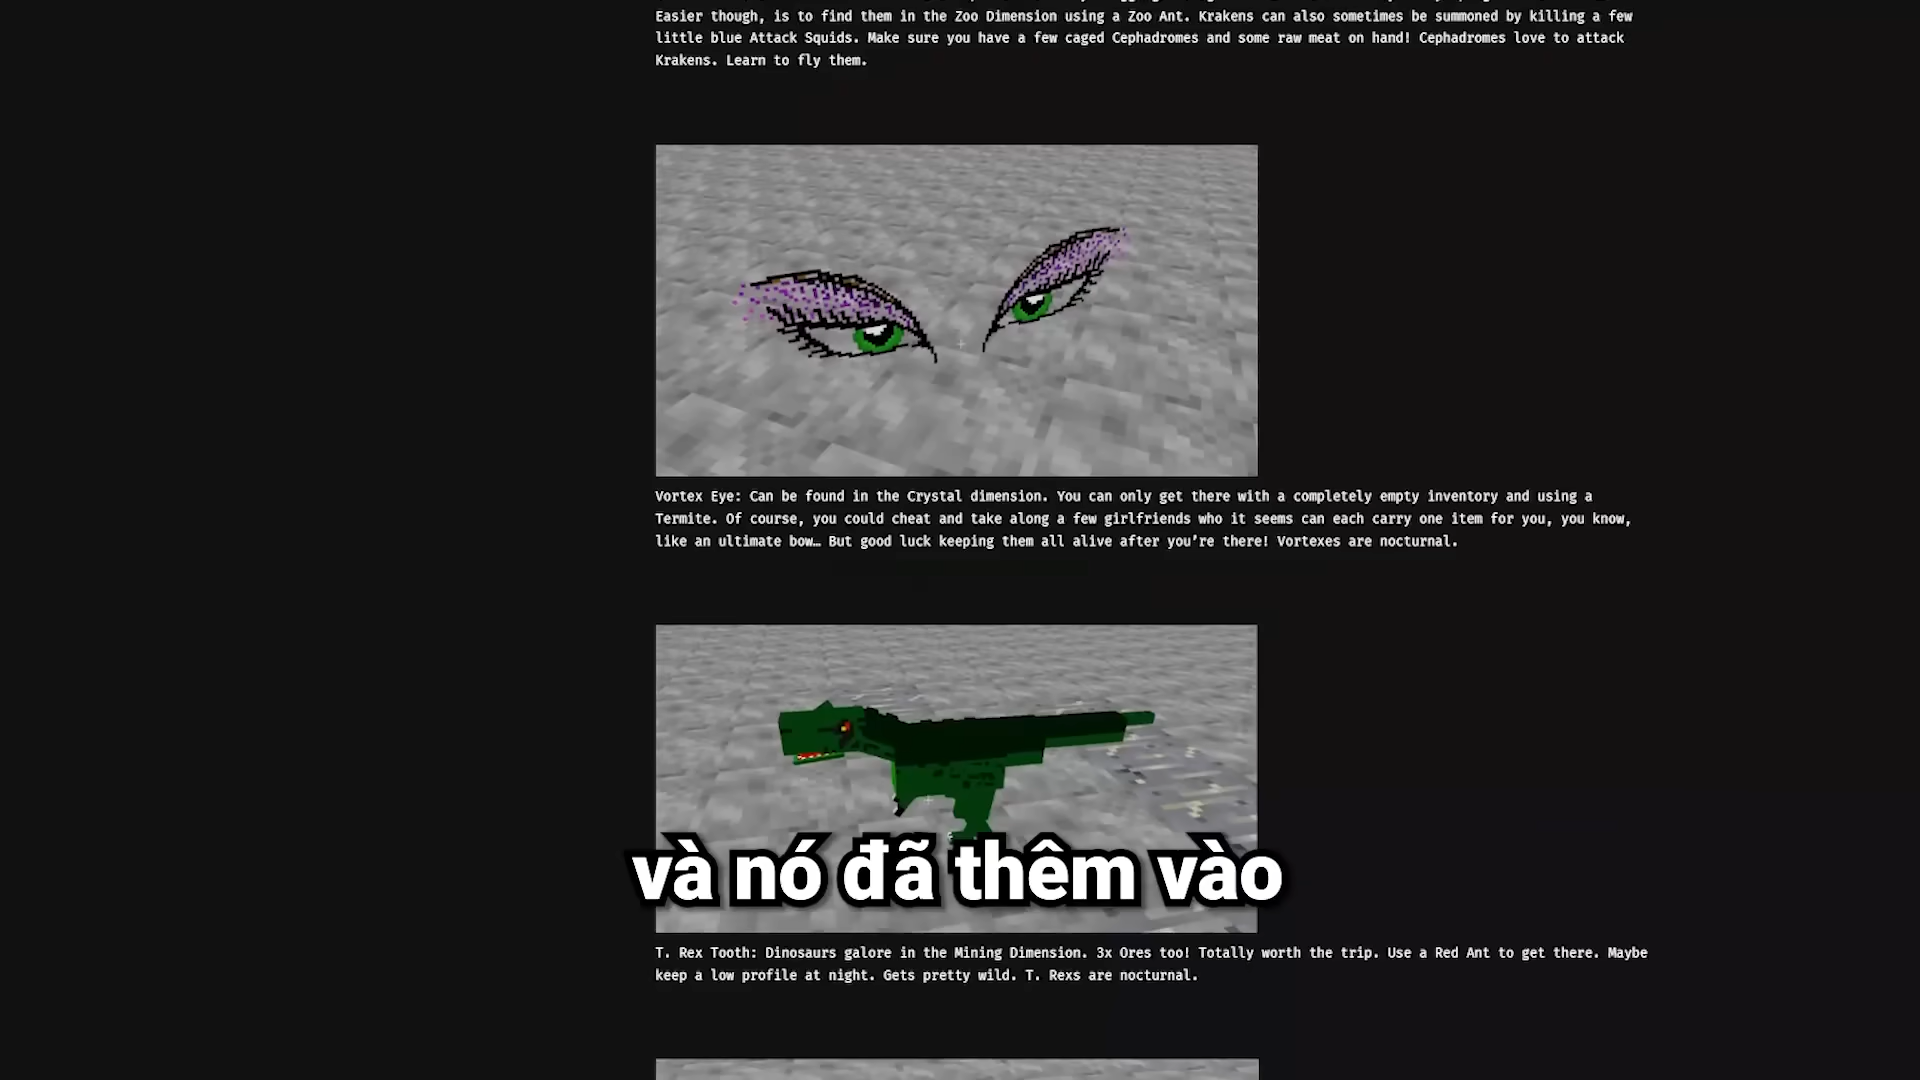 Easier though, is to find them in the Zoo Dimension using a Zoo Ant. Krakens can also sometimes be summoned by killing a few
little blue Attack Squids. Make sure you have a few caged Cephadromes and some raw meat on hand! Cephadromes love to attack
Krakens. Learn to fly them.
Vortex Eye: Can be found in the Crystal dimension. You can only get there with a completely empty inventory and using a
Termite. Of course, you could cheat and take along a few girlfriends who it seems can each carry one item for you, you know,
like an ultimate bow… But good luck keeping them all alive after you’re there! Vortexes are nocturnal.
và nó đã thêm vào
T. Rex Tooth: Dinosaurs galore in the Mining Dimension. 3x Ores too! Totally worth the trip. Use a Red Ant to get there. Maybe
keep a low profile at night. Gets pretty wild. T. Rexs are nocturnal.